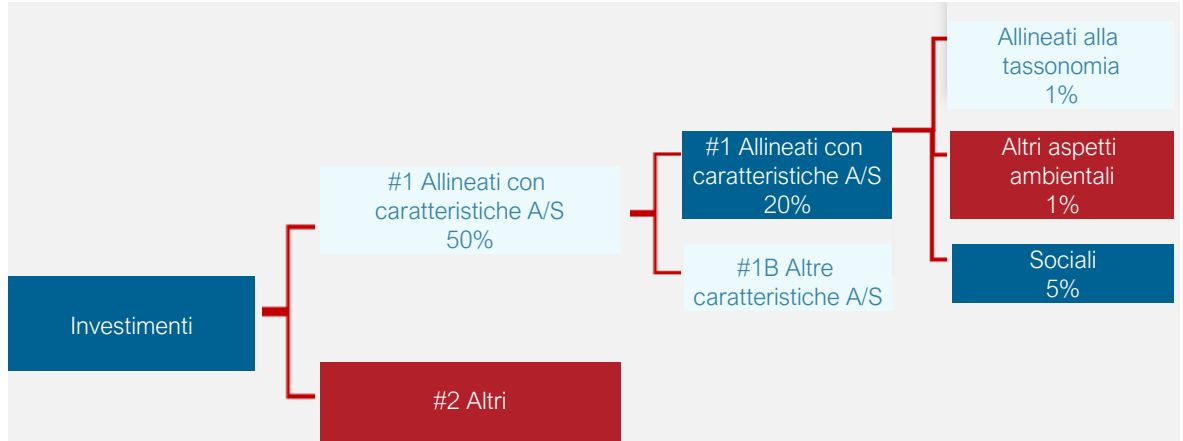 Investimenti
#1 Allineati con
caratteristiche A/S
50%
#2 Altri
#1 Allineati con
caratteristiche A/S
20%
#1B Altre
caratteristiche A/S
Allineati alla
tassonomia
1%
Altri aspetti
ambientali
1%
Sociali
5%